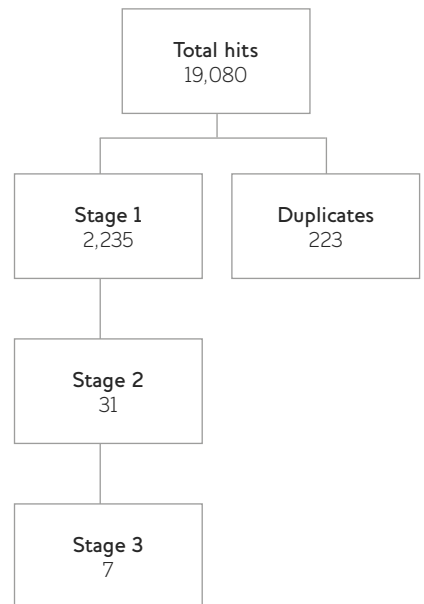 Total hits
19,080
Stage 1
2,235
Duplicates
223
Stage 2
31
Stage 3
7